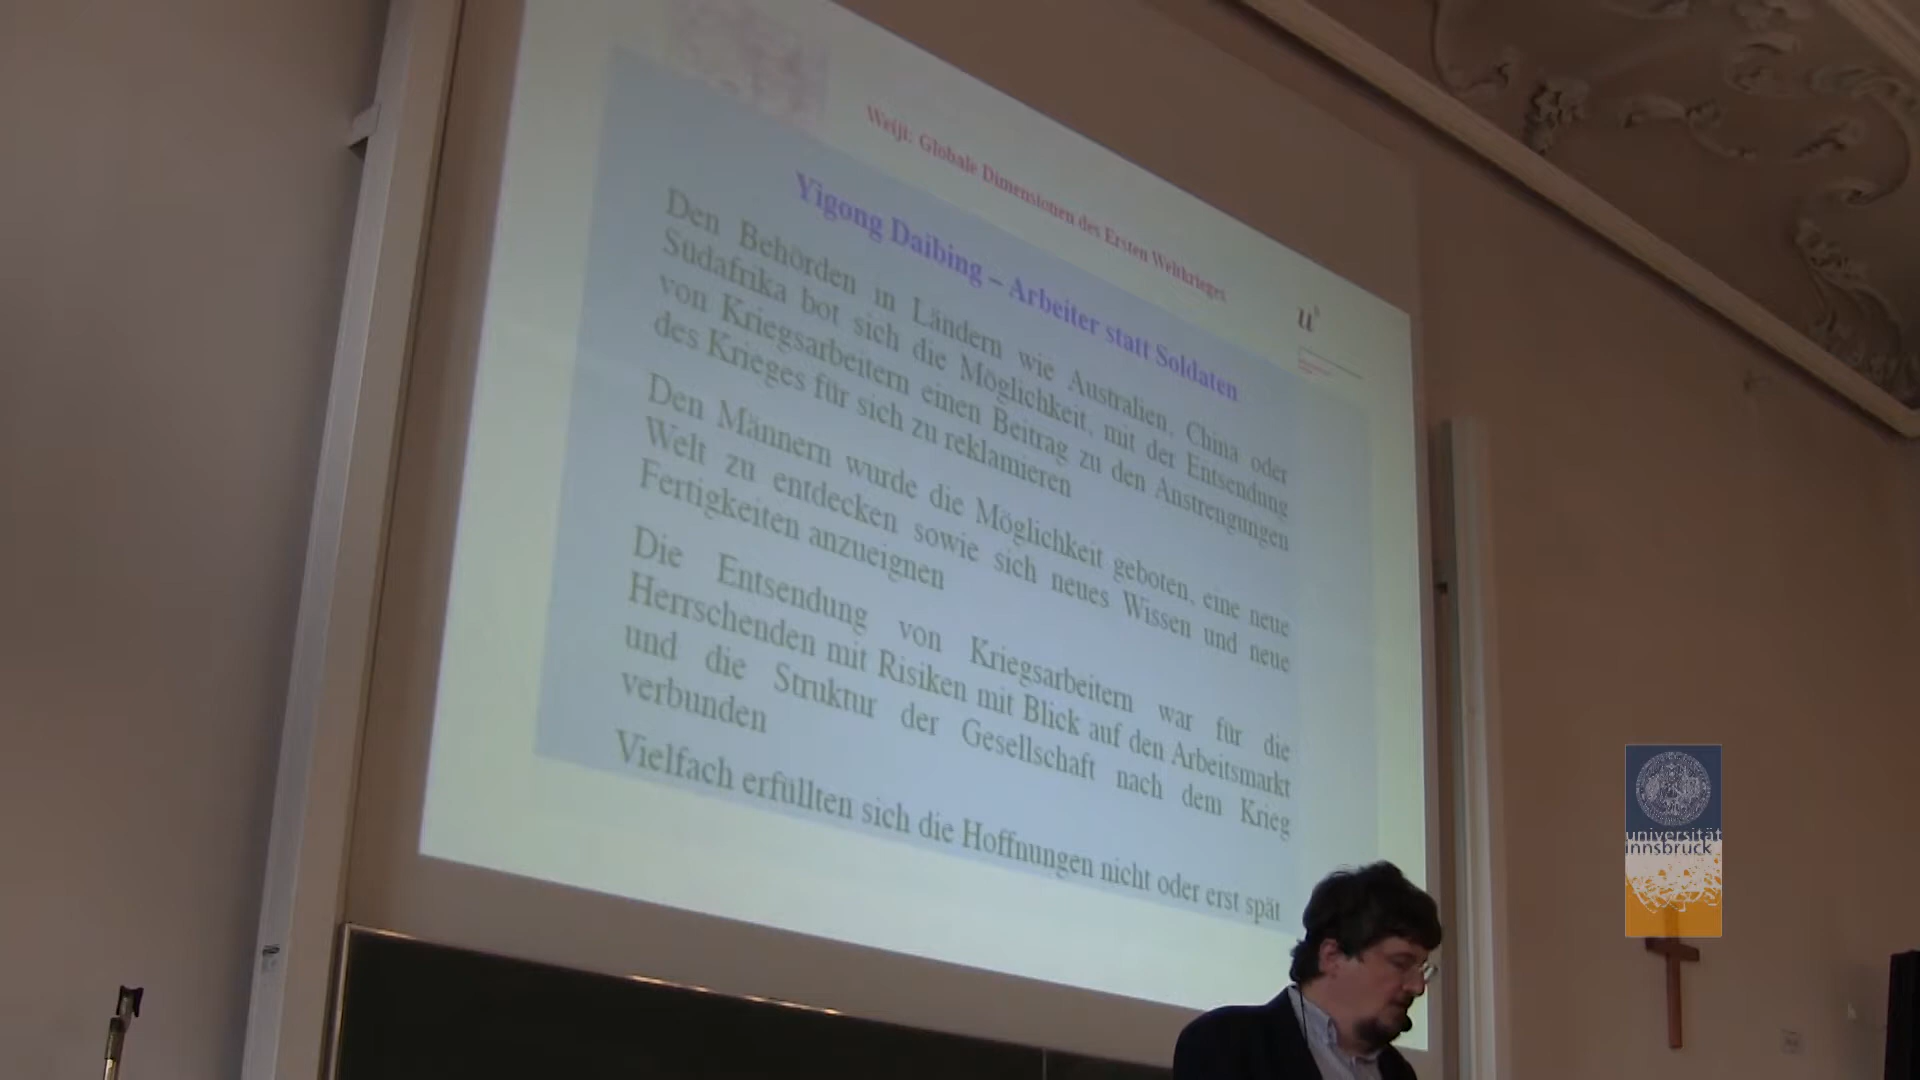 Weiji: Globale Dimensionen des Ersten Weltkrieges
Yigong Daibing – Arbeiter statt Soldaten
u
b
Den Behörden in Ländern wie Australien, China oder
Südafrika bot sich die Möglichkeit, mit der Entsendung
von Kriegsarbeitern einen Beitrag zu den Anstrengungen
des Krieges für sich zu reklamieren
Den Männern wurde die Möglichkeit geboten, eine neue
Welt zu entdecken sowie sich neues Wissen und neue
Fertigkeiten anzueignen
Die Entsendung von Kriegsarbeitern war für die
Herrschenden mit Risiken mit Blick auf den Arbeitsmarkt
und die Struktur der Gesellschaft nach dem Krieg
verbunden
Vielfach erfüllten sich die Hoffnungen nicht oder erst spät
universität
innsbruck